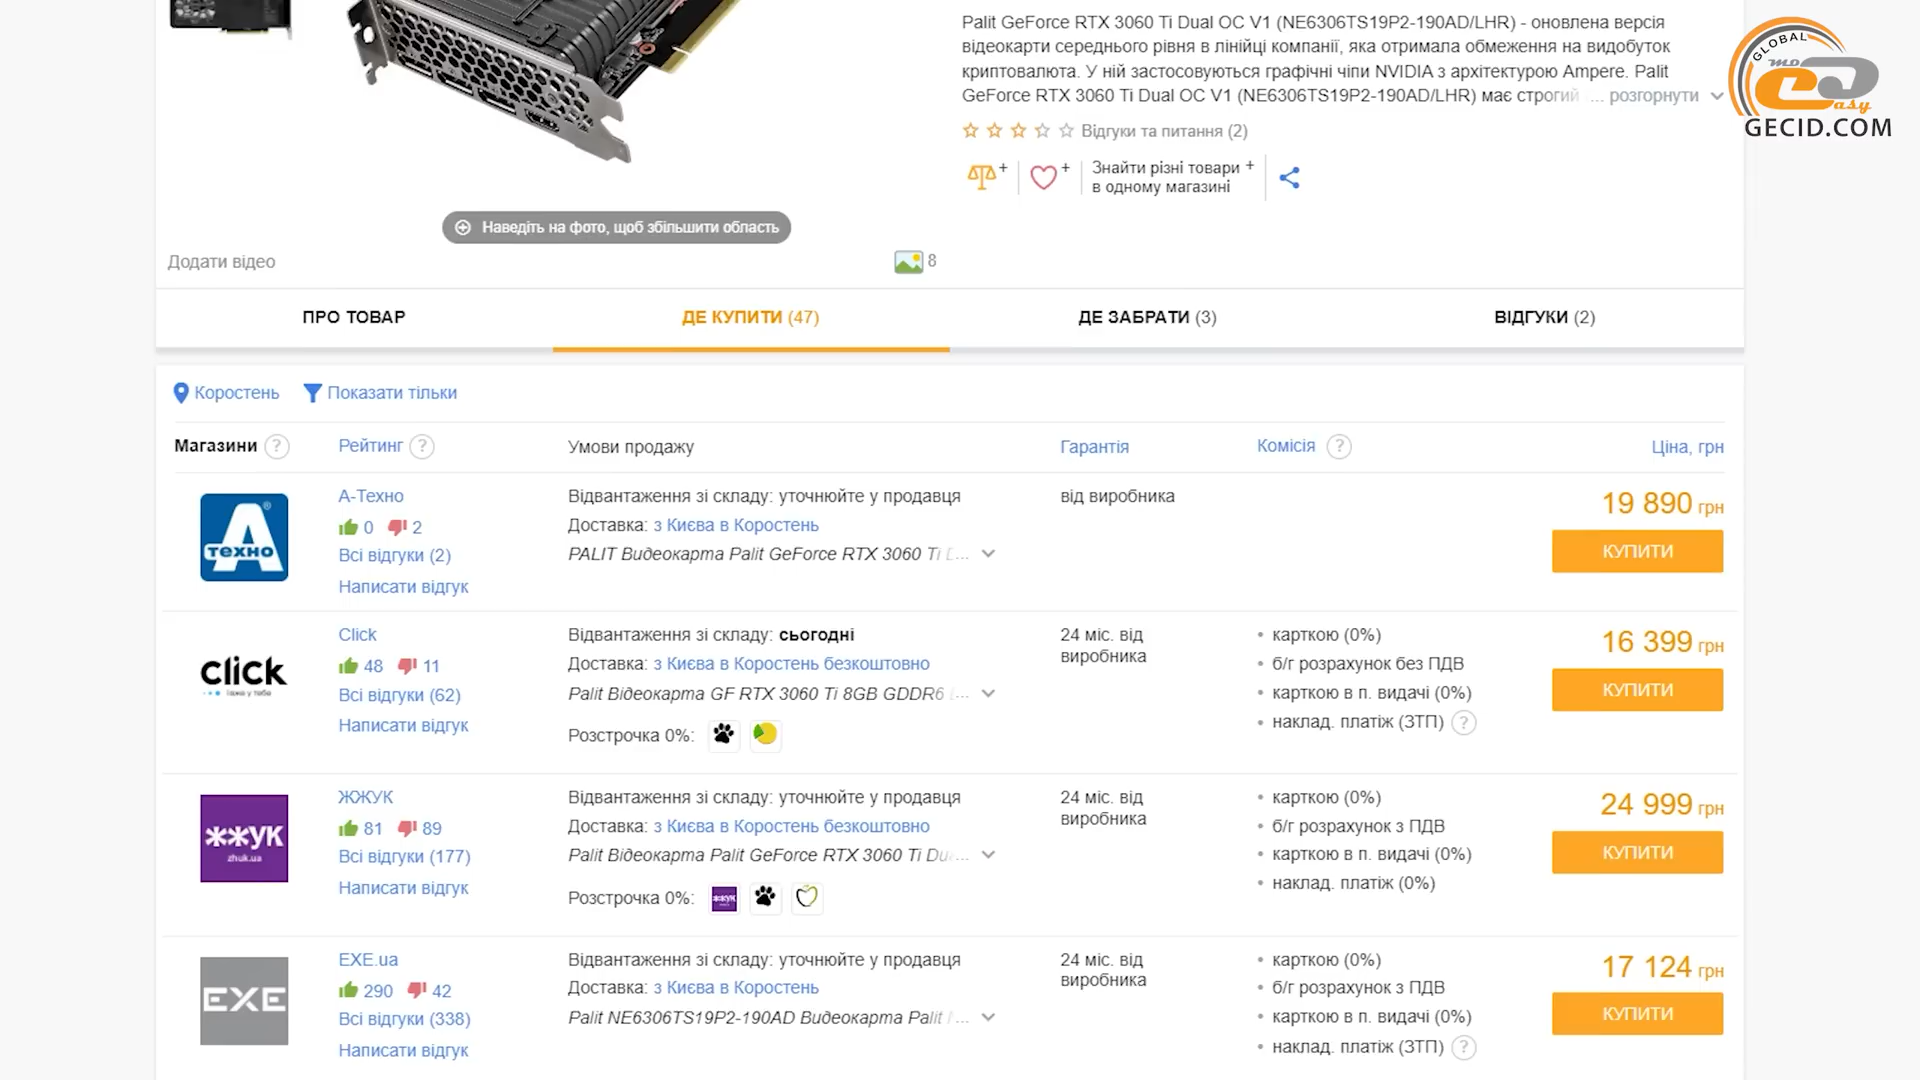 Palit GeForce RTX 3060 Ti Dual OC V1 (NE6306TS19P2-190AD/LHR) - оновлена версія
відеокарти середнього рівня в лінійці компанії, яка отримала обмеження на видобуток
криптовалюта. У ній застосовуються графічні чіпи NVIDIA з архітектурою Ampere. Palit
GeForce RTX 3060 Ti Dual OC V1 (NE6306TS19P2-190AD/LHR) має строгий ... розгорнути
GLOBAL
easy
GECID.COM
Відгуки та питання (2)
Знайти різні товари +
в одному магазині
Наведіть на фото, щоб збільшити область
Додати відео
8
ПРО ТОВАР
ДЕ КУПИТИ (47)
ДЕ ЗАБРАТИ (3)
ВІДГУКИ (2)
Коростень
Показати тільки
Магазини ?
Рейтинг ?
Умови продажу
Гарантія
Комісія ?
Ціна, грн
А ТЕХНО
А-Техно
0 2
Всі відгуки (2)
Написати відгук
Відвантаження зі складу: уточнюйте у продавця
Доставка: з Києва в Коростень
PALIT Видеокарта Palit GeForce RTX 3060 Ti D...
від виробника
19 890 грн
КУПИТИ
click
Click
48 11
Всі відгуки (62)
Написати відгук
Відвантаження зі складу: сьогодні
Доставка: з Києва в Коростень безкоштовно
Palit Відеокарта GF RTX 3060 Ti 8GB GDDR6 ...
Розстрочка 0%:
24 міс. від
виробника
• карткою (0%)
• б/г розрахунок без ПДВ
• карткою в п. видачі (0%)
• наклад. платіж (ЗТП) ?
16 399 грн
КУПИТИ
жжук
zhuk.ua
ЖЖУК
81 89
Всі відгуки (177)
Написати відгук
Відвантаження зі складу: уточнюйте у продавця
Доставка: з Києва в Коростень безкоштовно
Palit Відеокарта Palit GeForce RTX 3060 Ti Dua...
Розстрочка 0%:
24 міс. від
виробника
• карткою (0%)
• б/г розрахунок з ПДВ
• карткою в п. видачі (0%)
• наклад. платіж (0%)
24 999 грн
КУПИТИ
EXE
EXE.ua
290 42
Всі відгуки (338)
Написати відгук
Відвантаження зі складу: уточнюйте у продавця
Доставка: з Києва в Коростень
Palit NE6306TS19P2-190AD Видеокарта Palit ...
24 міс. від
виробника
• карткою (0%)
• б/г розрахунок з ПДВ
• карткою в п. видачі (0%)
• наклад. платіж (ЗТП) ?
17 124 грн
КУПИТИ